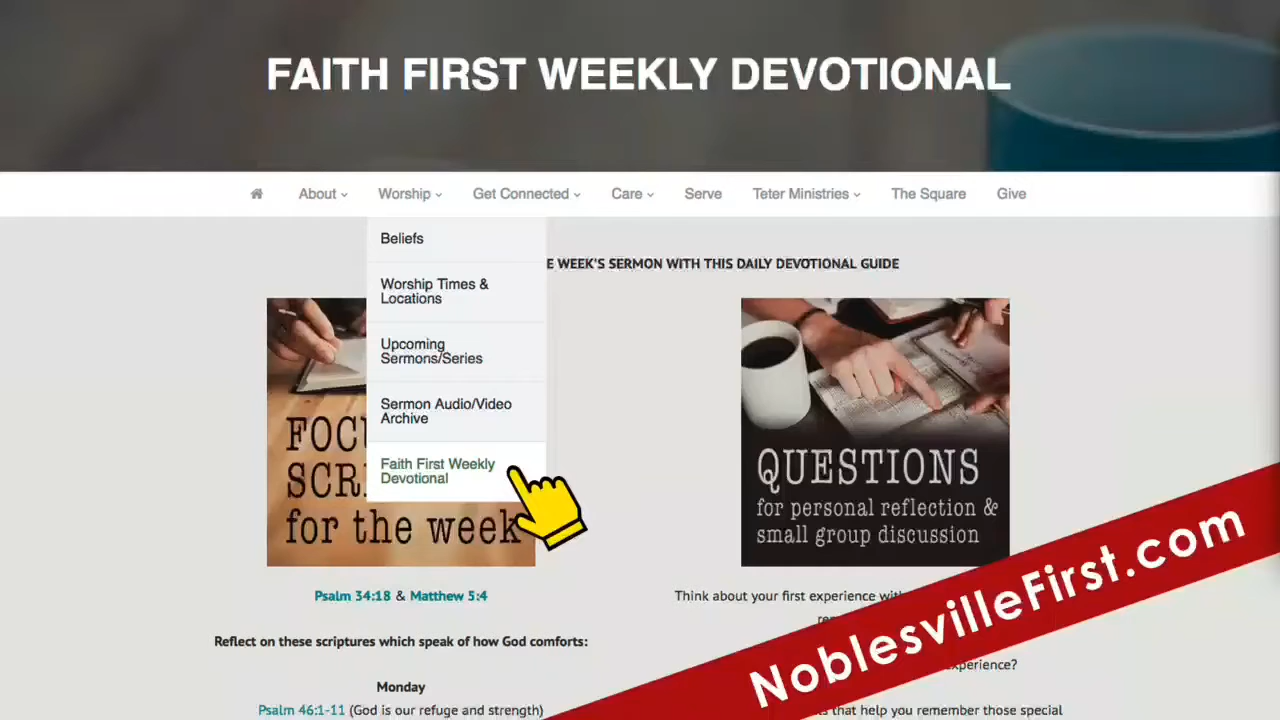 FAITH FIRST WEEKLY DEVOTIONAL
About Worship Get Connected Care Serve Teter Ministries The Square Give
Beliefs
Worship Times &
Locations
Upcoming
Sermons/Series
Sermon Audio/Video
Archive
Faith First Weekly
Devotional
WEEK'S SERMON WITH THIS DAILY DEVOTIONAL GUIDE
for the week
QUESTIONS
for personal reflection &
small group discussion
Psalm 34:18 & Matthew 5:4
Reflect on these scriptures which speak of how God comforts:
Monday
Psalm 46:1-11 (God is our refuge and strength)
Think about your first experience
experience?
that help you remember those special
NoblesvilleFirst.com